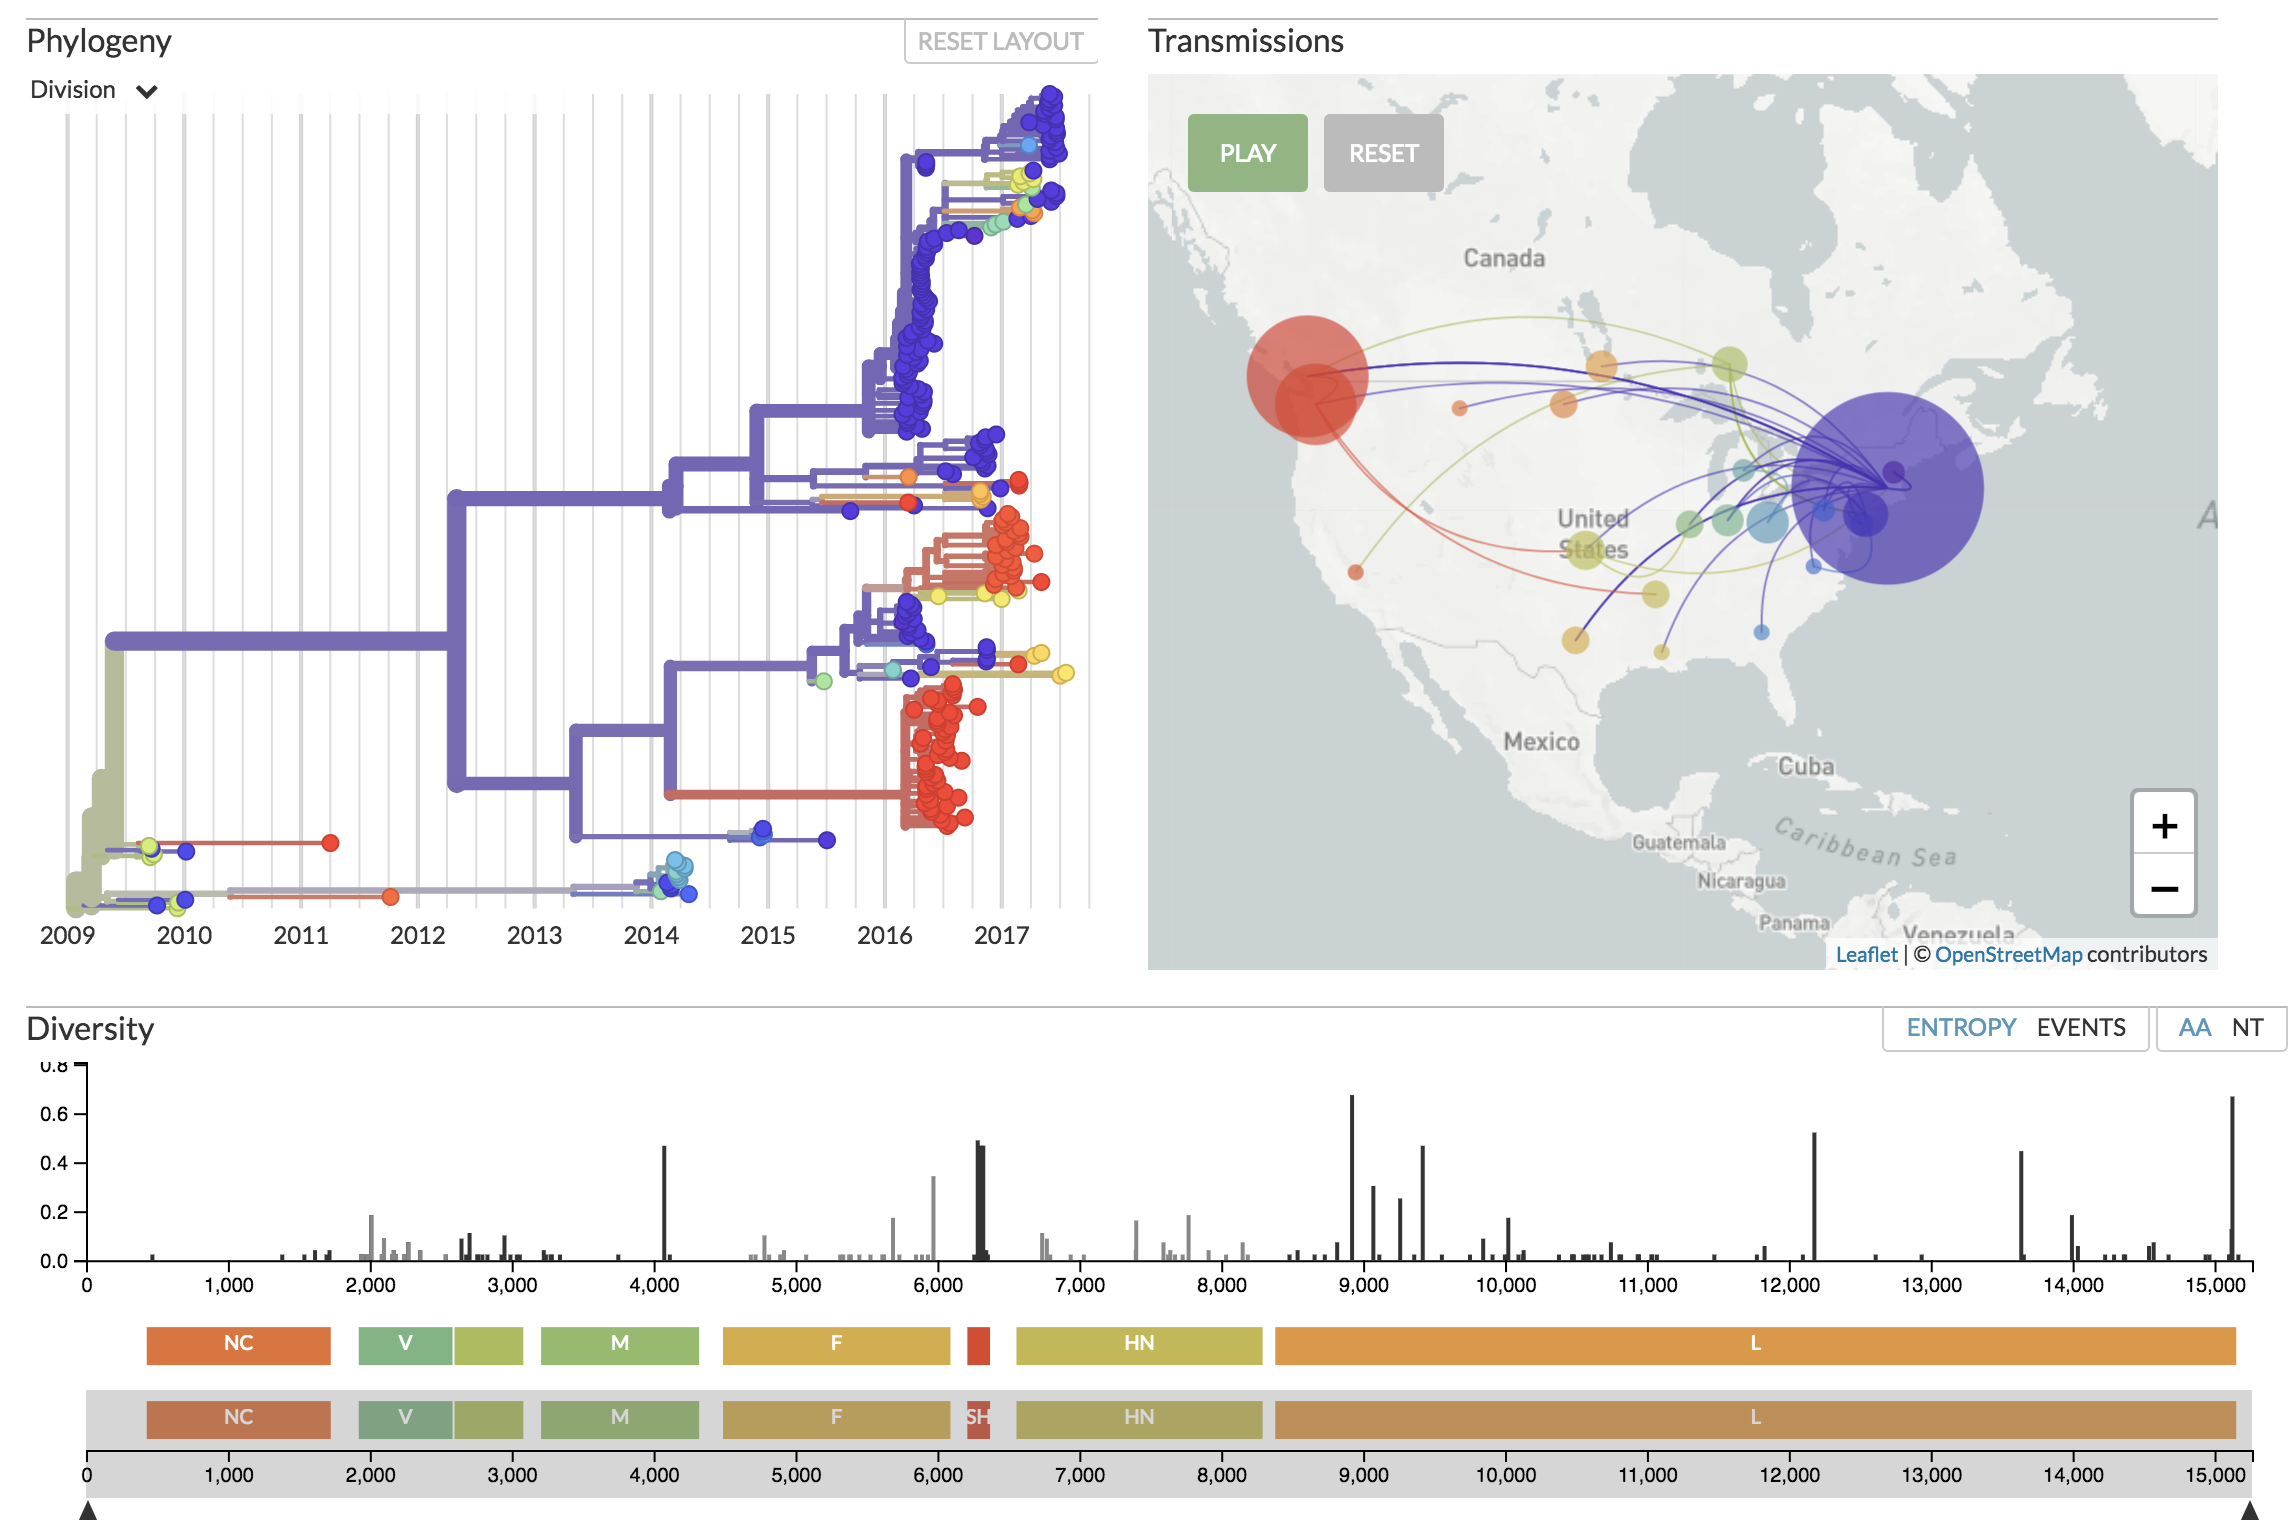 Phylogeny
RESET LAYOUT
Division
2009 2010 2011 2012 2013 2014 2015 2016 2017
Transmissions
PLAY RESET
Canada
United
States
A
Mexico
Cuba
Caribbean Sea
Guatemala
Nicaragua
Panama
Venezuela
+
−
Leaflet | © OpenStreetMap contributors
Diversity
ENTROPY EVENTS AA NT
0.8
0.6
0.4
0.2
0.0
0 1,000 2,000 3,000 4,000 5,000 6,000 7,000 8,000 9,000 10,000 11,000 12,000 13,000 14,000 15,000
NC V M F HN L
NC V M F SH HN L
0 1,000 2,000 3,000 4,000 5,000 6,000 7,000 8,000 9,000 10,000 11,000 12,000 13,000 14,000 15,000